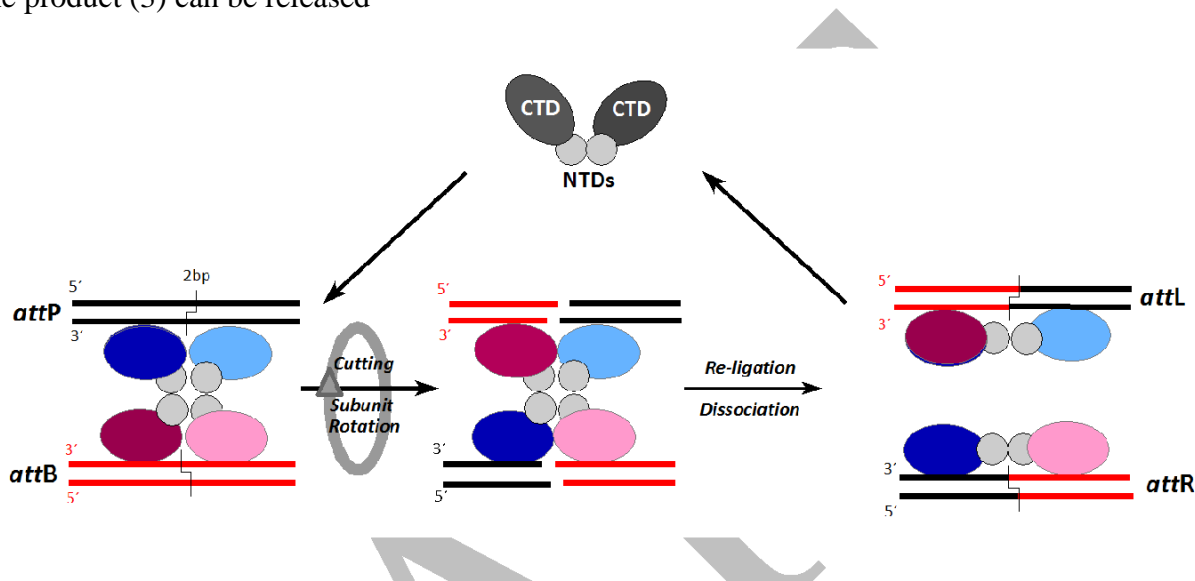 he product (3) can be released
CTD
CTD
NTDs
2bp
5´
attP
3´
3´
attB
5´
Cutting
Subunit
Rotation
5´
3´
3´
5´
Re-ligation
Dissociation
5´
attL
3´
3´
attR
5´